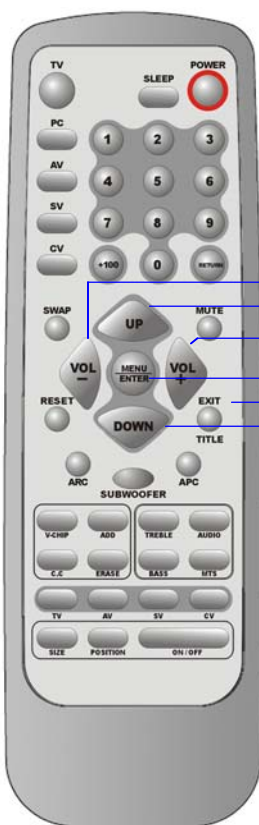 TV
SLEEP
POWER
PC
1
2
3
AV
4
5
6
SV
7
8
9
CV
+100
0
RETURN
SWAP
UP
MUTE
VOL
−
MENU
ENTER
VOL
+
RESET
EXIT
DOWN
TITLE
ARC
APC
SUBWOOFER
V-CHIP
ADD
TREBLE
AUDIO
C.C
ERASE
BASS
MTS
TV
AV
SV
CV
SIZE
POSITION
ON / OFF